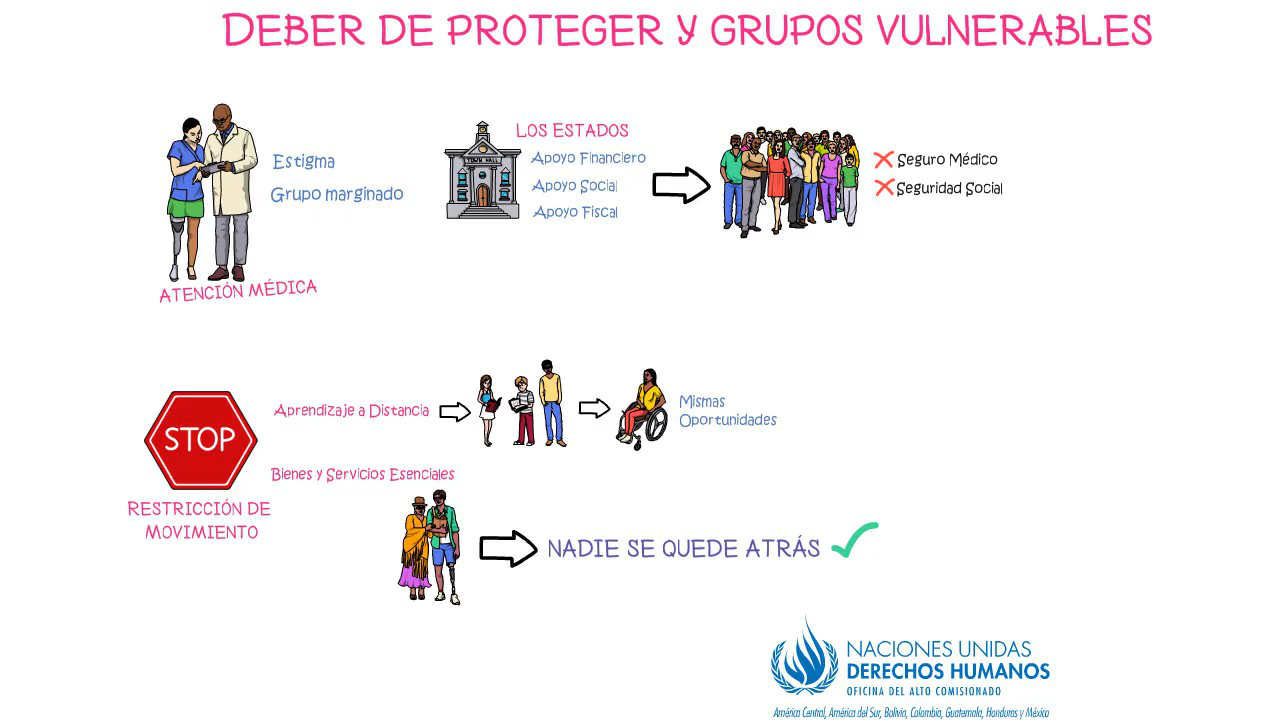 DEBER DE PROTEGER Y GRUPOS VULNERABLES
Estigma
Grupo marginado
ATENCIÓN MÉDICA
TOWN HALL
LOS ESTADOS
Apoyo Financiero
Apoyo Social
Apoyo Fiscal
Seguro Médico
Seguridad Social
STOP
RESTRICCIÓN DE
MOVIMIENTO
Aprendizaje a Distancia
Mismas
Oportunidades
Bienes y Servicios Esenciales
NADIE SE QUEDE ATRÁS
NACIONES UNIDAS
DERECHOS HUMANOS
OFICINA DEL ALTO COMISIONADO
América Central, América del Sur, Bolivia, Colombia, Guatemala, Honduras y México